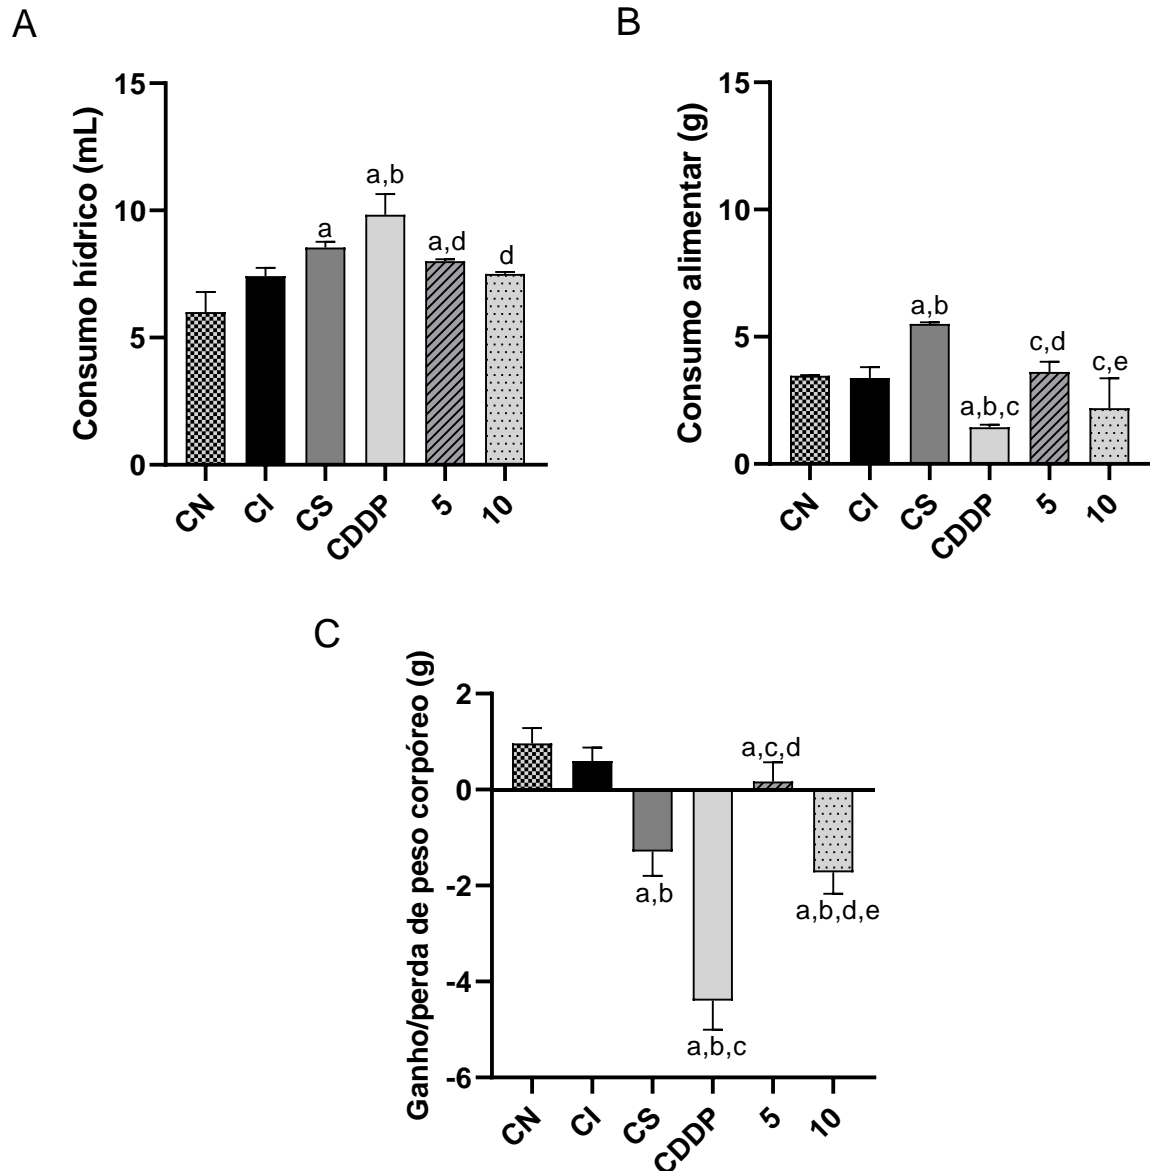 A
Consumo hídrico (mL)
15
10
5
0
a
a,b
a,d
d
CN
CI
CS
CDDP
5
10
B
Consumo alimentar (g)
15
10
5
0
a,b
a,b,c
c,d
c,e
CN
CI
CS
CDDP
5
10
C
Ganho/perda de peso corpóreo (g)
2
0
-2
-4
-6
a,b
a,b,c
a,c,d
a,b,d,e
CN
CI
CS
CDDP
5
10